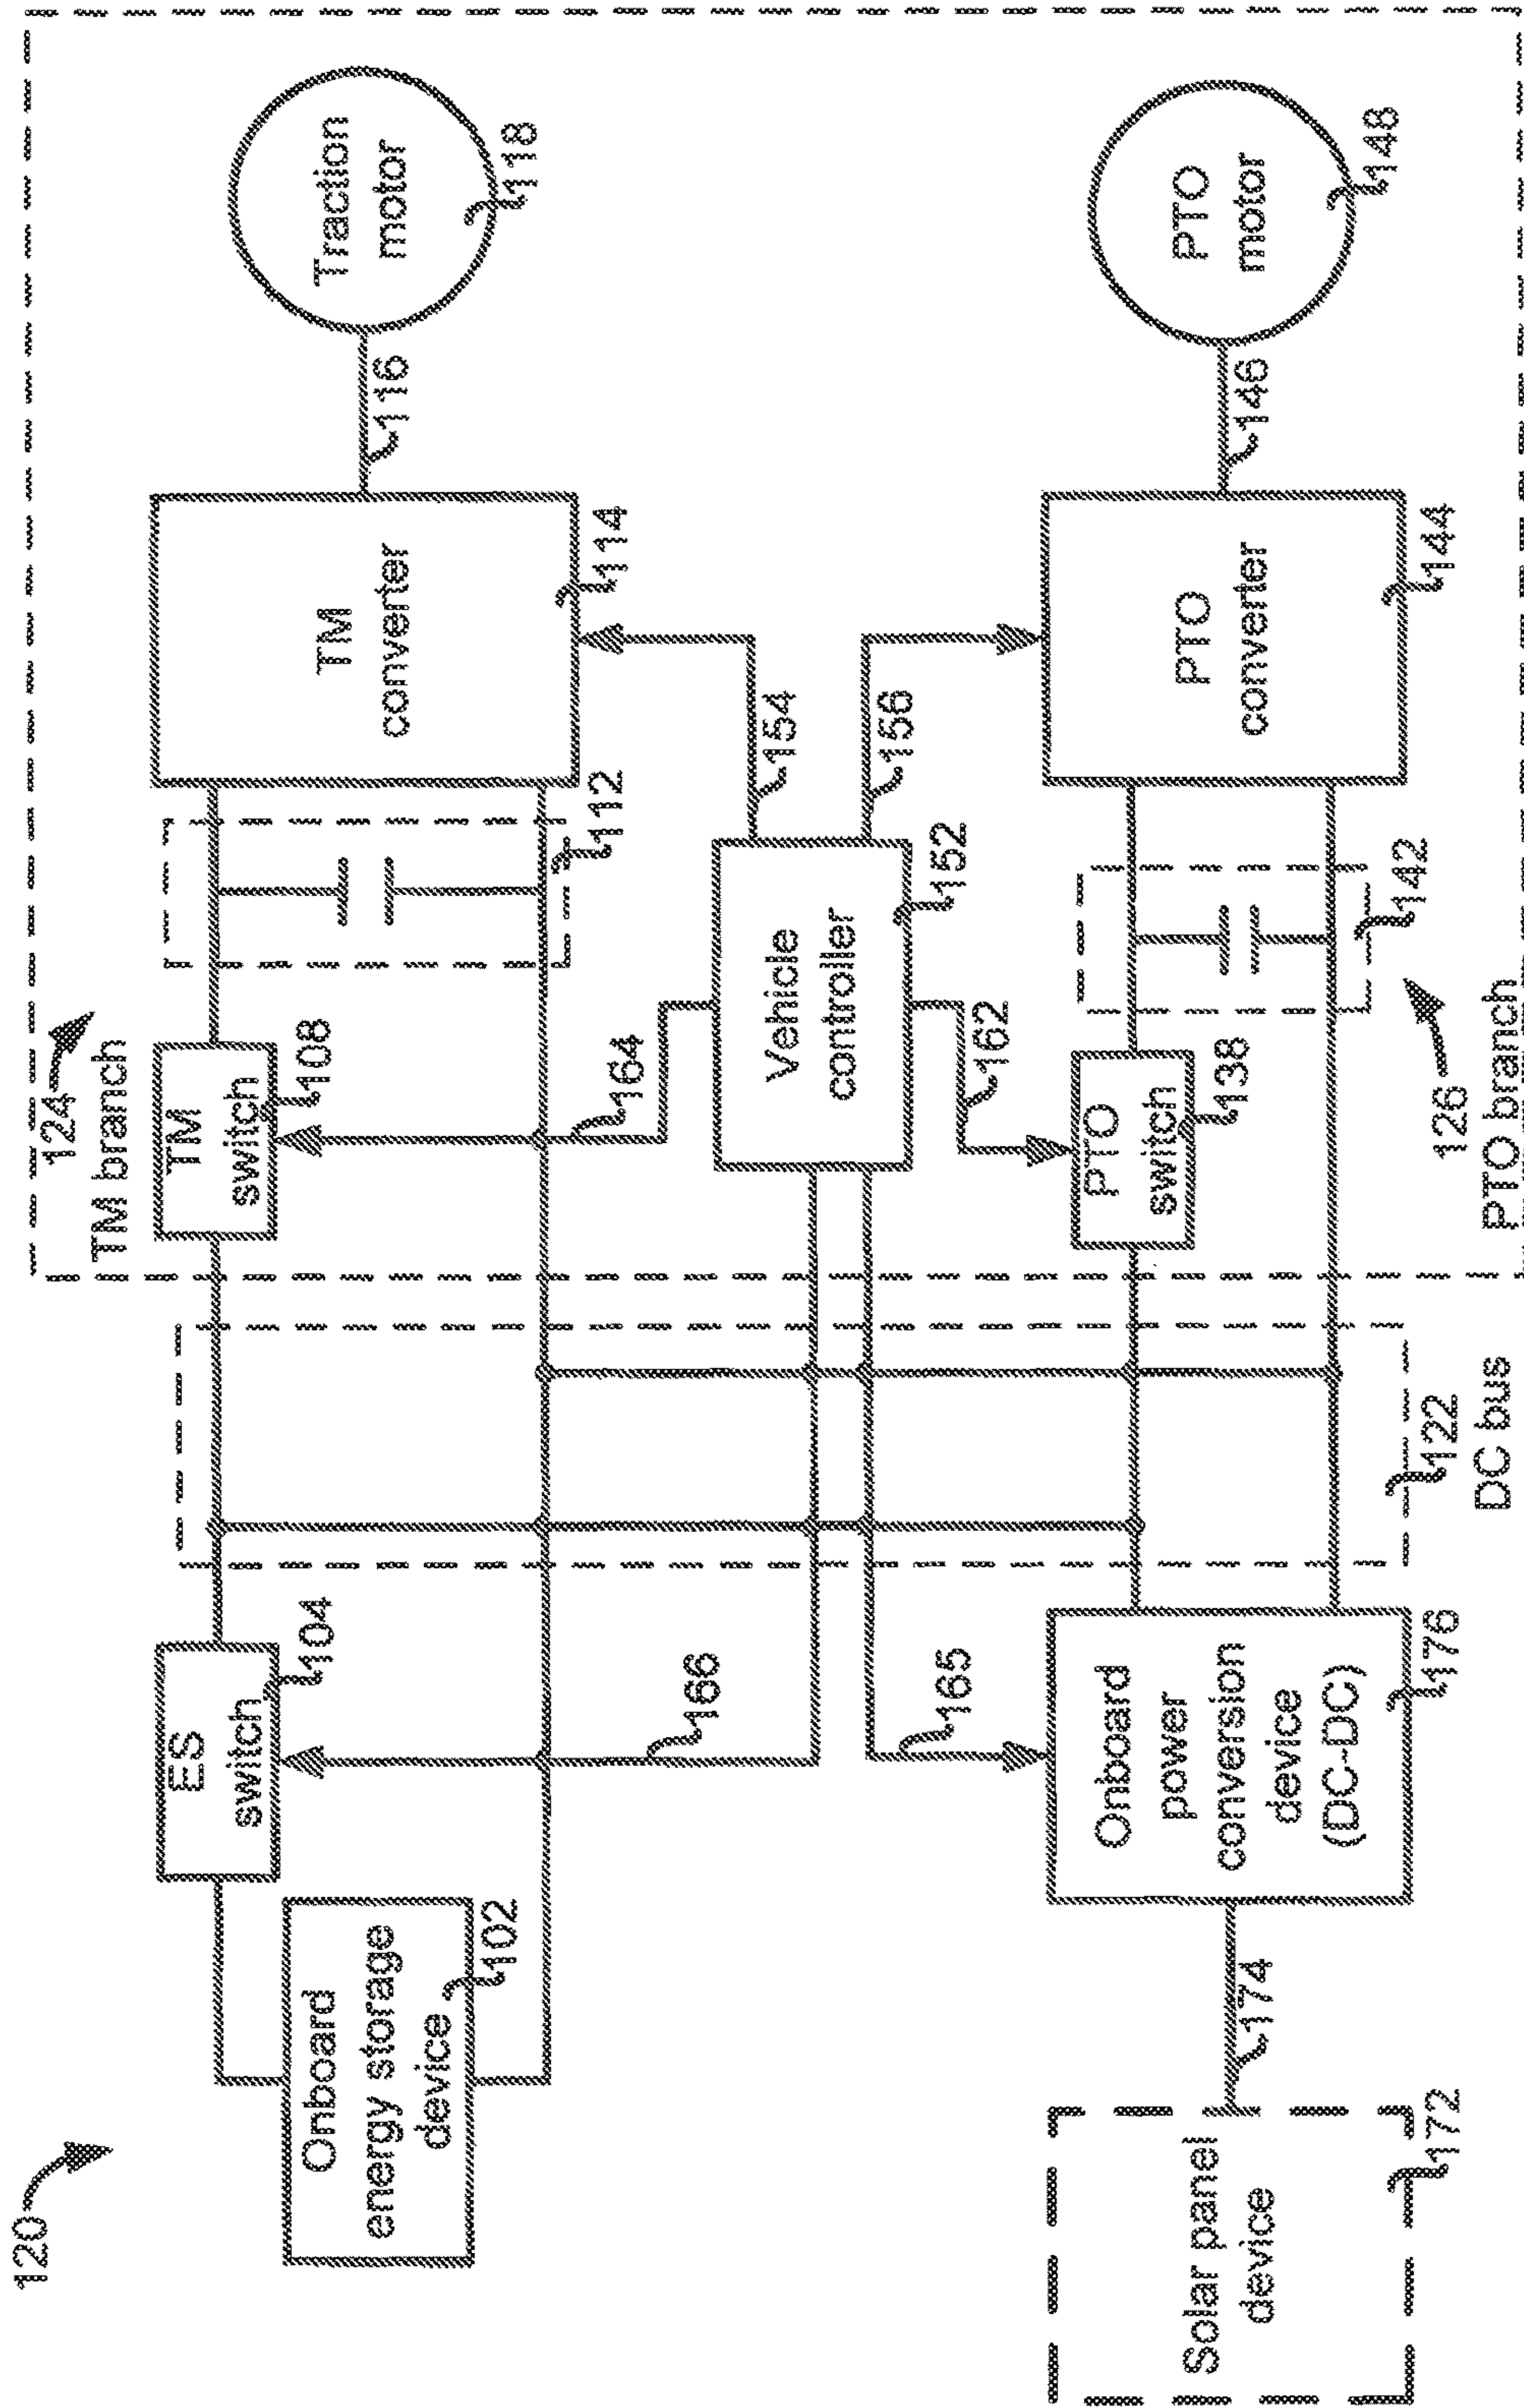 120
124
TM branch
Onboard
energy storage
device
102
ES
switch
104
TM
switch
108
112
TM
converter
114
116
Traction
motor
118
166
164
154
Vehicle
controller
152
156
165
162
Solar panel
device
172
174
Onboard
power
conversion
device
(DC-DC)
176
122
DC bus
PTO
switch
138
142
126
PTO branch
PTO
converter
144
146
PTO
motor
148